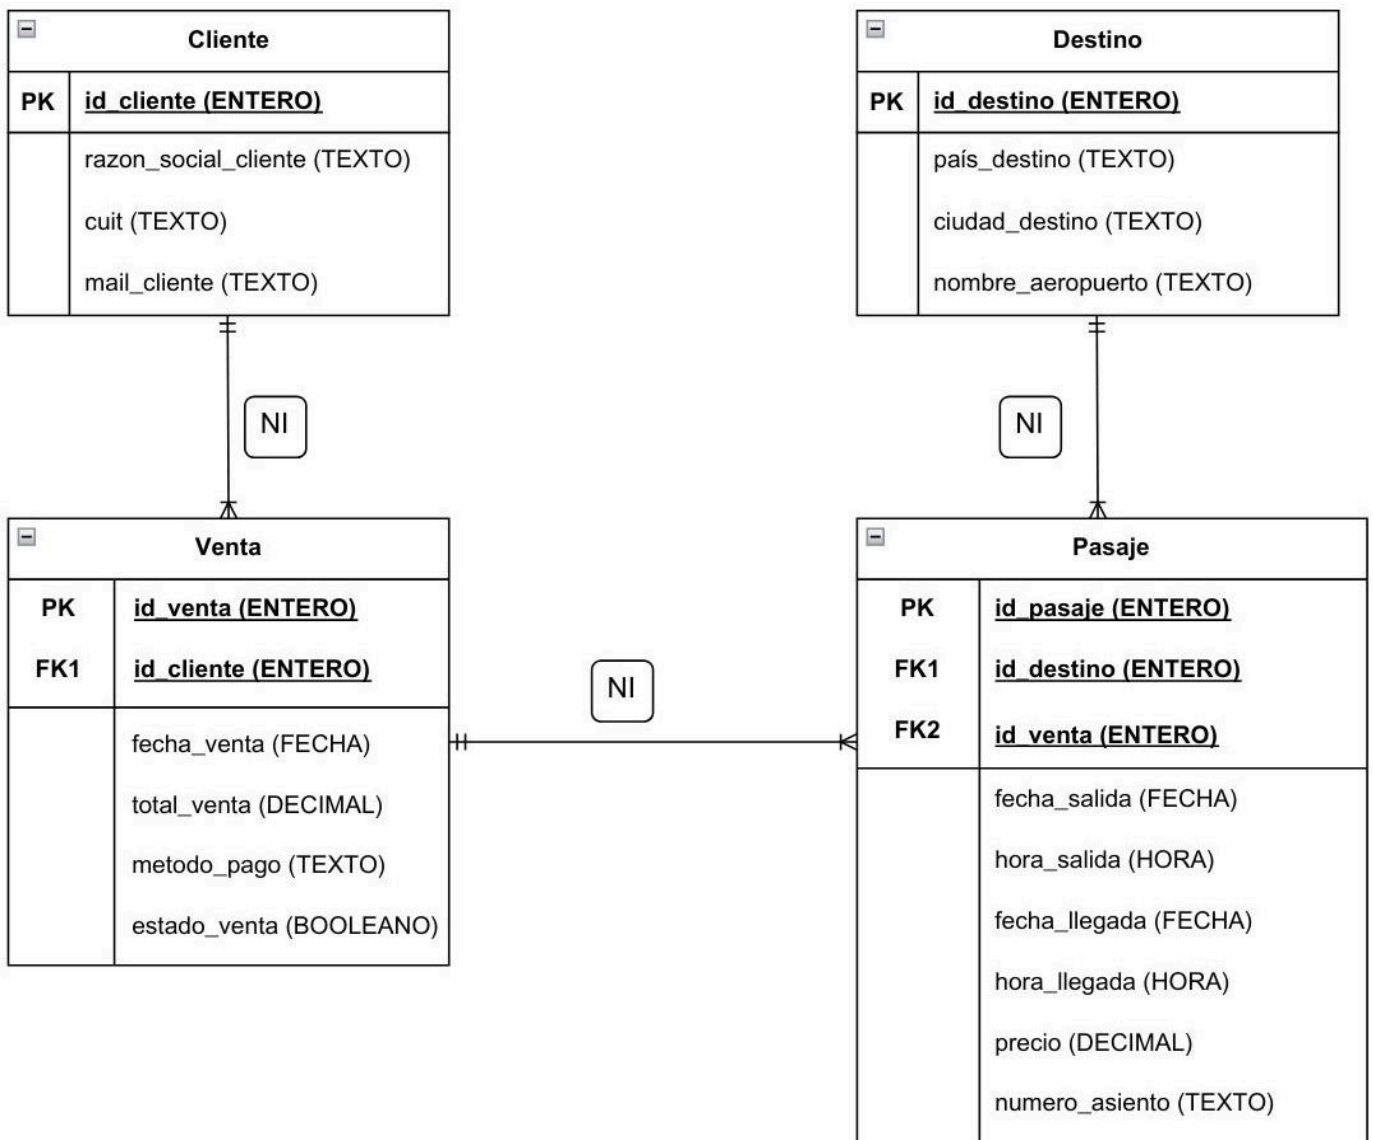 Cliente
PK id_cliente (ENTERO)
razon_social_cliente (TEXTO)
cuit (TEXTO)
mail_cliente (TEXTO)
Destino
PK id_destino (ENTERO)
país_destino (TEXTO)
ciudad_destino (TEXTO)
nombre_aeropuerto (TEXTO)
NI
NI
Venta
PK id_venta (ENTERO)
FK1 id_cliente (ENTERO)
fecha_venta (FECHA)
total_venta (DECIMAL)
metodo_pago (TEXTO)
estado_venta (BOOLEANO)
NI
Pasaje
PK id_pasaje (ENTERO)
FK1 id_destino (ENTERO)
FK2 id_venta (ENTERO)
fecha_salida (FECHA)
hora_salida (HORA)
fecha_llegada (FECHA)
hora_llegada (HORA)
precio (DECIMAL)
numero_asiento (TEXTO)